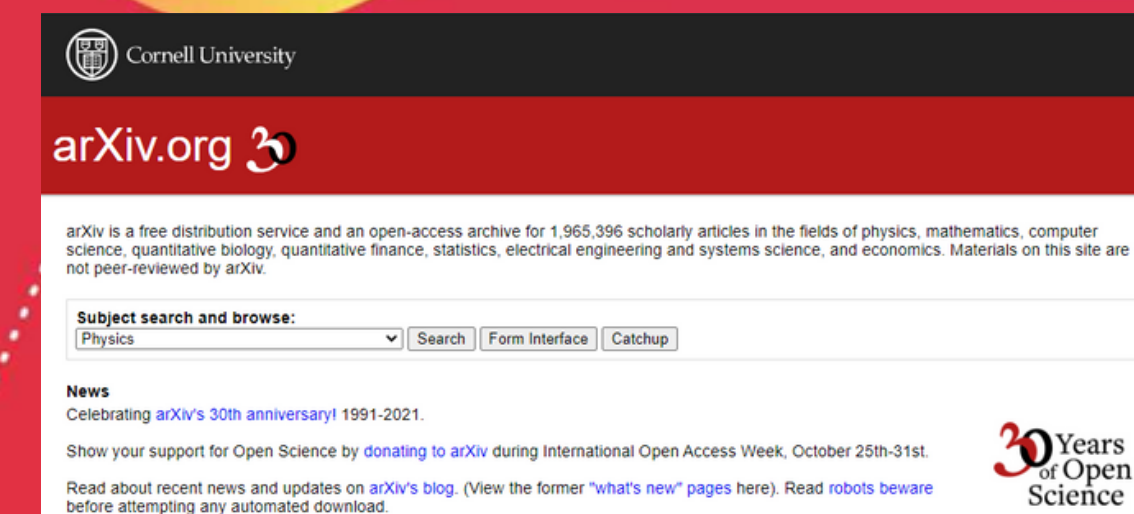 Cornell University
arXiv.org 30
arXiv is a free distribution service and an open-access archive for 1,965,396 scholarly articles in the fields of physics, mathematics, computer
science, quantitative biology, quantitative finance, statistics, electrical engineering and systems science, and economics. Materials on this site are
not peer-reviewed by arXiv.
Subject search and browse:
Physics Search Form Interface Catchup
News
Celebrating arXiv's 30th anniversary! 1991-2021.
Show your support for Open Science by donating to arXiv during International Open Access Week, October 25th-31st.
Read about recent news and updates on arXiv's blog. (View the former "what's new" pages here). Read robots beware
before attempting any automated download.
30 Years
of Open
Science